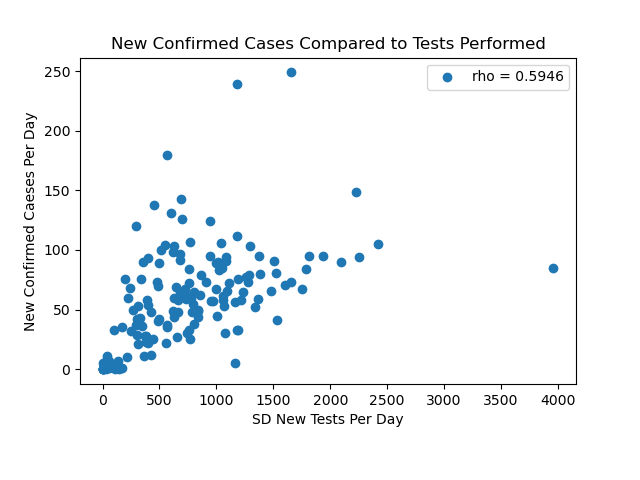 New Confirmed Cases Compared to Tests Performed
rho = 0.5946
New Confirmed Caeses Per Day
250
200
150
100
50
0
0 500 1000 1500 2000 2500 3000 3500 4000
SD New Tests Per Day